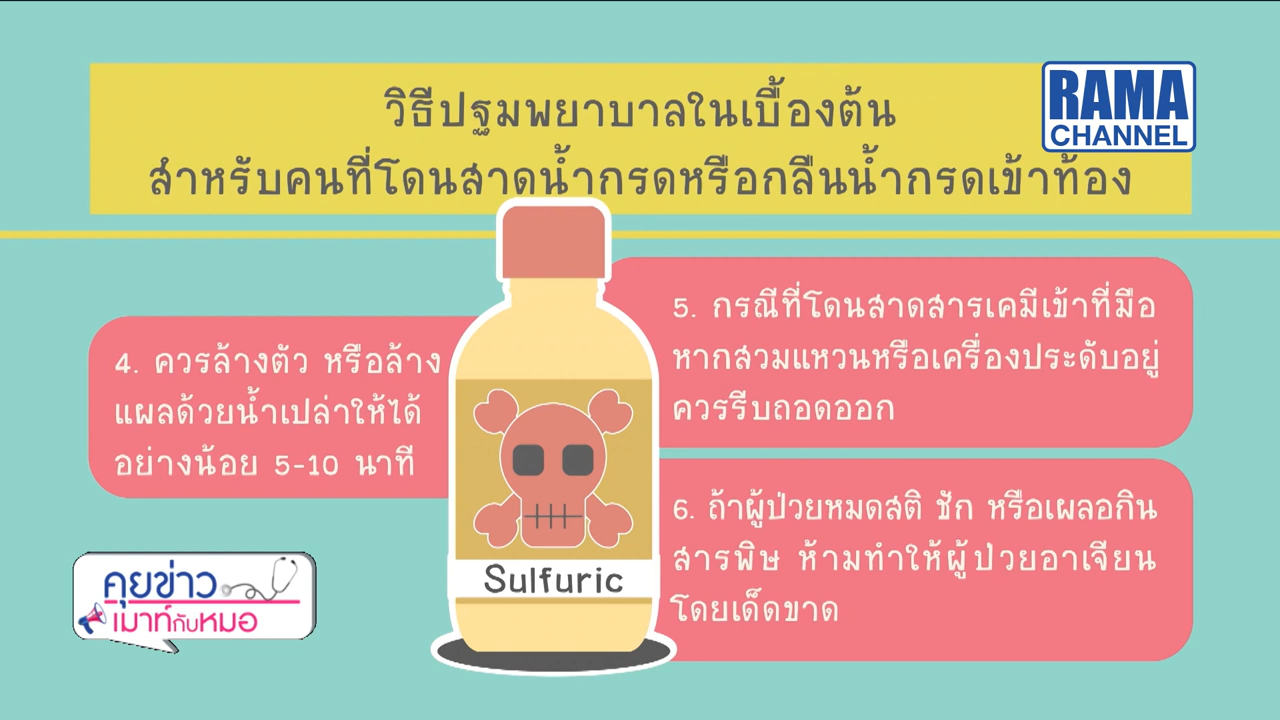 วิธีปฐมพยาบาลในเบื้องต้น
สำหรับคนที่โดนสาดน้ำกรดหรือกลืนน้ำกรดเข้าท้อง
RAMA
CHANNEL
4. ควรล้างตัว หรือล้าง
แผลด้วยน้ำเปล่าให้ได้
อย่างน้อย 5-10 นาที
5. กรณีที่โดนสาดสารเคมีเข้าที่มือ
หากสวมแหวนหรือเครื่องประดับอยู่
ควรรีบถอดออก
6. ถ้าผู้ป่วยหมดสติ ชัก หรือเผลอกิน
สารพิษ ห้ามทำให้ผู้ป่วยอาเจียน
โดยเด็ดขาด
Sulfuric
คุยข่าว
เมาท์กับหมอ